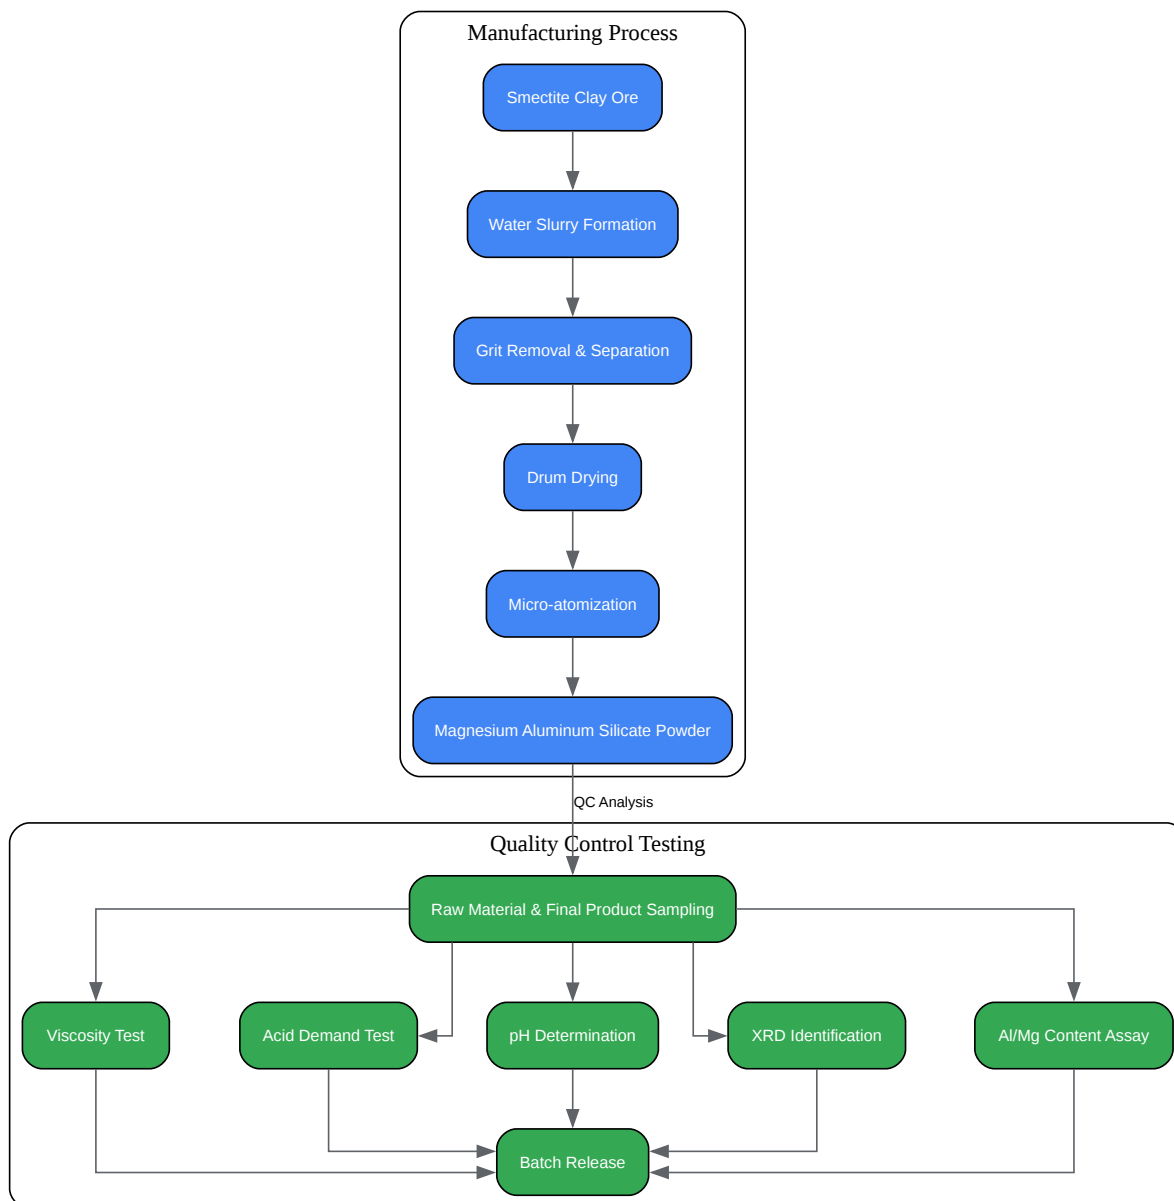 Manufacturing Process
Smectite Clay Ore
Water Slurry Formation
Grit Removal & Separation
Drum Drying
Micro-atomization
Magnesium Aluminum Silicate Powder
QC Analysis
Quality Control Testing
Raw Material & Final Product Sampling
Viscosity Test
Acid Demand Test
pH Determination
XRD Identification
Al/Mg Content Assay
Batch Release